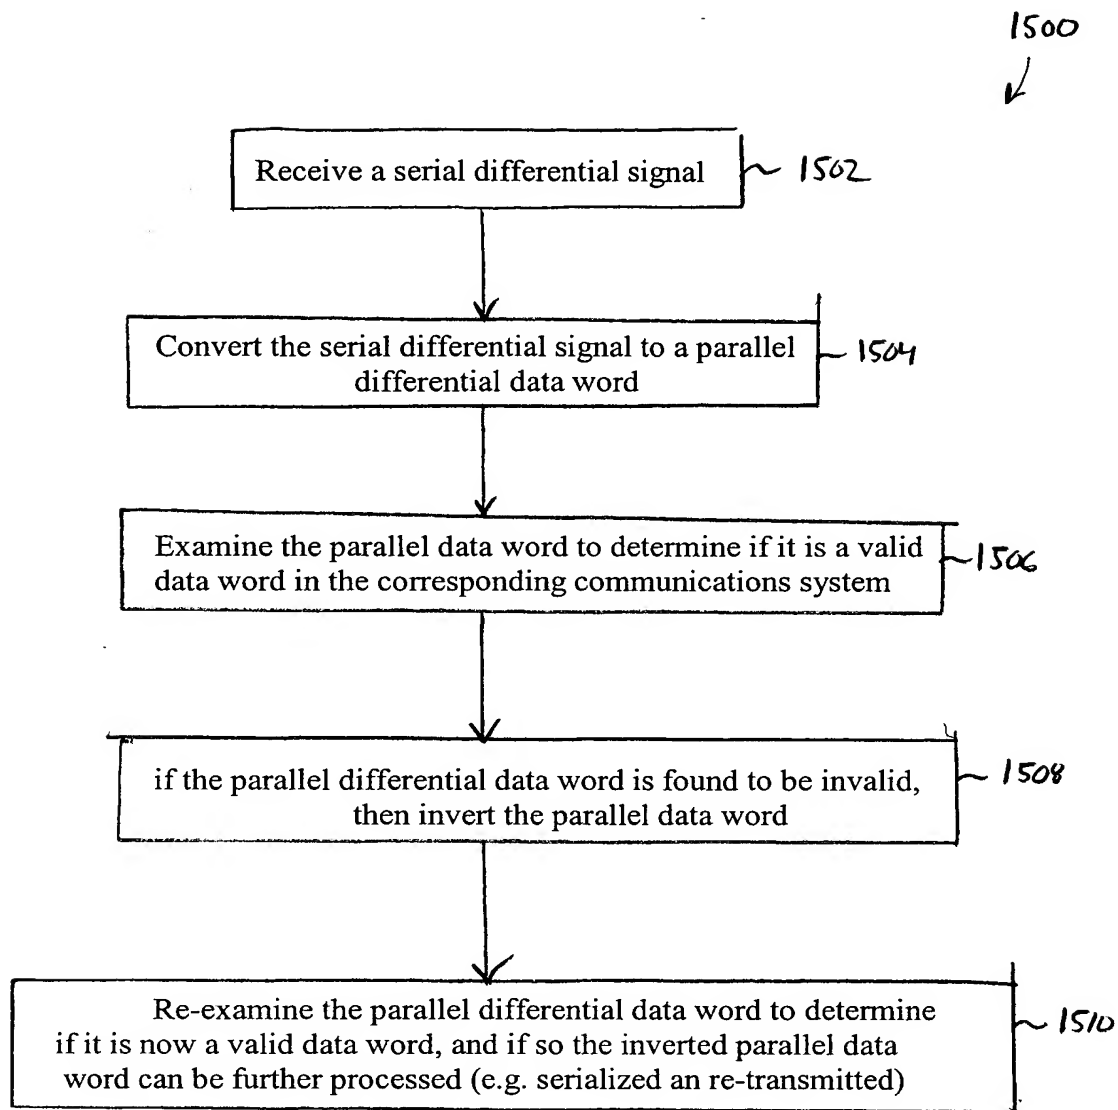 1500
Receive a serial differential signal
1502
Convert the serial differential signal to a parallel
differential data word
1504
Examine the parallel data word to determine if it is a valid
data word in the corresponding communications system
1506
if the parallel differential data word is found to be invalid,
then invert the parallel data word
1508
Re-examine the parallel differential data word to determine
if it is now a valid data word, and if so the inverted parallel data
word can be further processed (e.g. serialized an re-transmitted)
1510